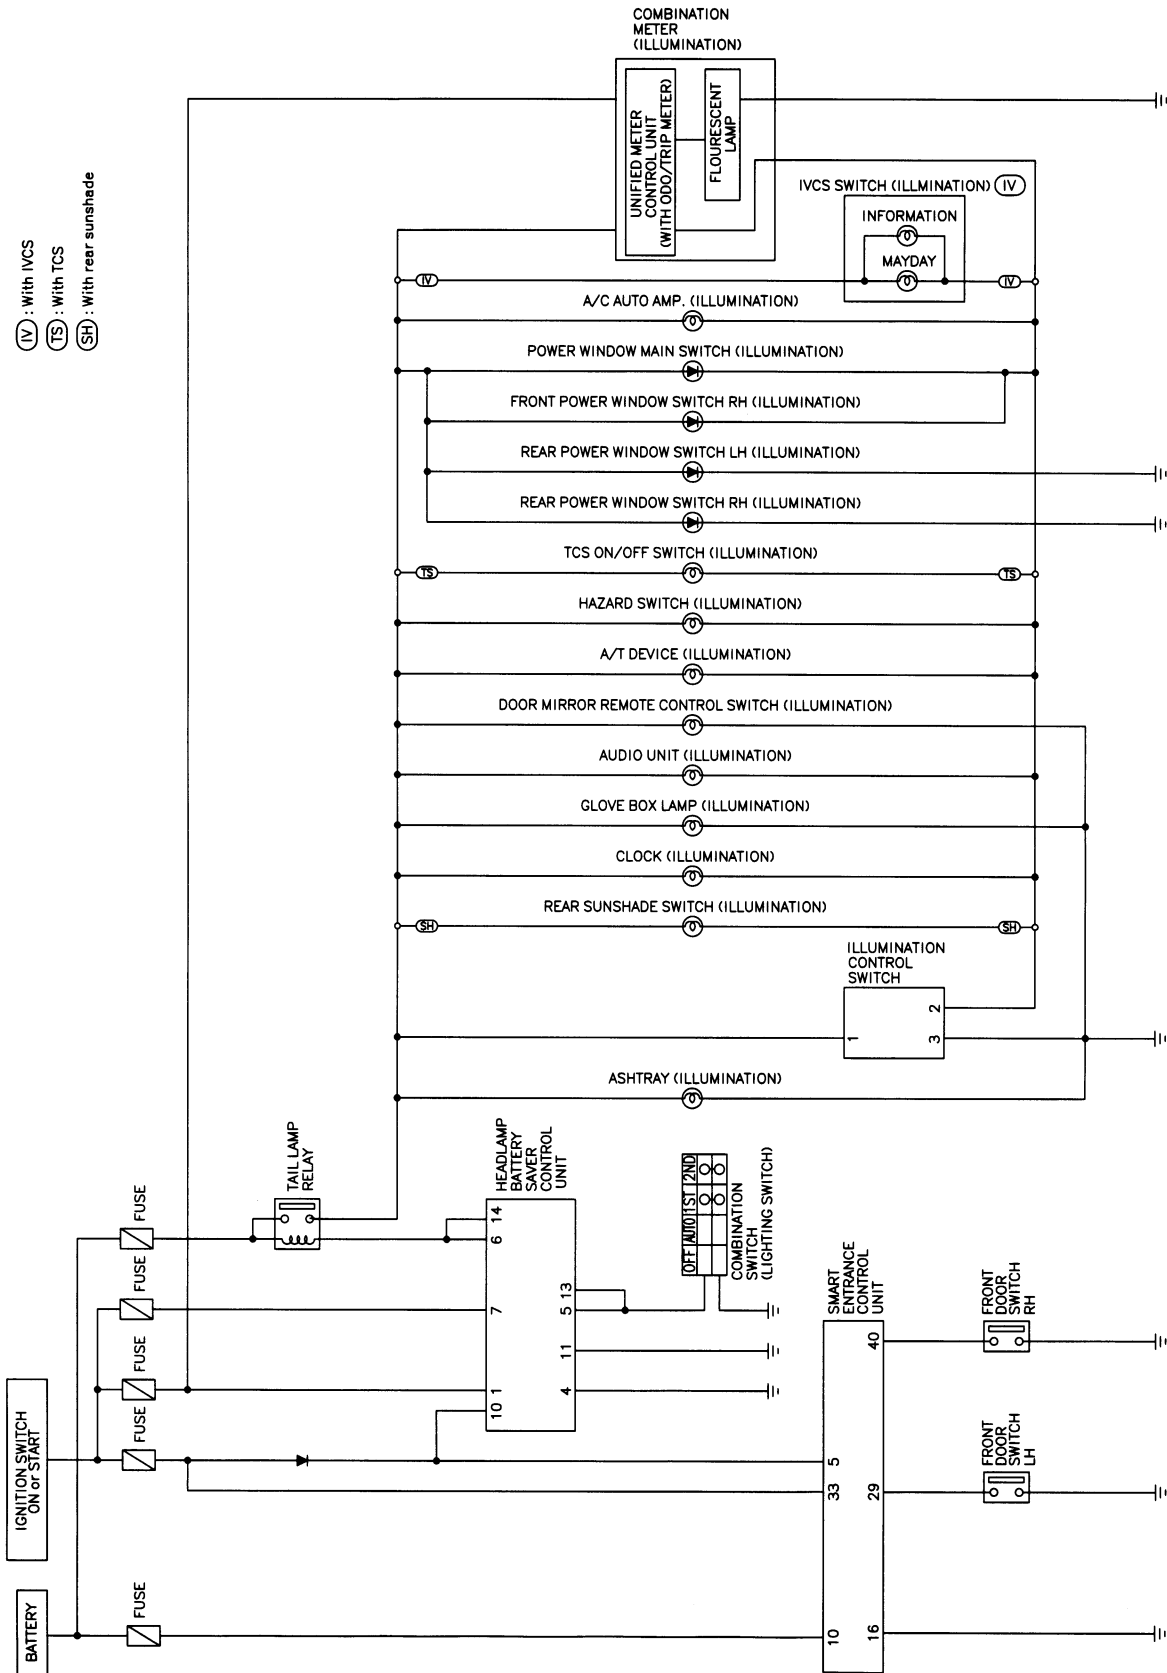 COMBINATION
METER
(ILLUMINATION)
UNIFIED METER
CONTROL UNIT
(WITH ODO/TRIP METER)
FLOURESCENT
LAMP
IV : With IVCS
TS : With TCS
SH : With rear sunshade
IVCS SWITCH (ILLMINATION) IV
INFORMATION
MAYDAY
IV
IV
A/C AUTO AMP. (ILLUMINATION)
POWER WINDOW MAIN SWITCH (ILLUMINATION)
FRONT POWER WINDOW SWITCH RH (ILLUMINATION)
REAR POWER WINDOW SWITCH LH (ILLUMINATION)
REAR POWER WINDOW SWITCH RH (ILLUMINATION)
TCS ON/OFF SWITCH (ILLUMINATION)
TS
TS
HAZARD SWITCH (ILLUMINATION)
A/T DEVICE (ILLUMINATION)
DOOR MIRROR REMOTE CONTROL SWITCH (ILLUMINATION)
AUDIO UNIT (ILLUMINATION)
GLOVE BOX LAMP (ILLUMINATION)
CLOCK (ILLUMINATION)
REAR SUNSHADE SWITCH (ILLUMINATION)
SH
SH
ILLUMINATION
CONTROL
SWITCH
1
2
3
ASHTRAY (ILLUMINATION)
TAIL LAMP
RELAY
HEADLAMP
BATTERY
SAVER
CONTROL
UNIT
FUSE
FUSE
FUSE
FUSE
FUSE
14
6
7
1
10
13
5
11
4
OFF AUTO 1ST 2ND
COMBINATION
SWITCH
(LIGHTING SWITCH)
SMART
ENTRANCE
CONTROL
UNIT
40
5
33
29
10
16
FRONT
DOOR
SWITCH
RH
FRONT
DOOR
SWITCH
LH
IGNITION SWITCH
ON or START
BATTERY